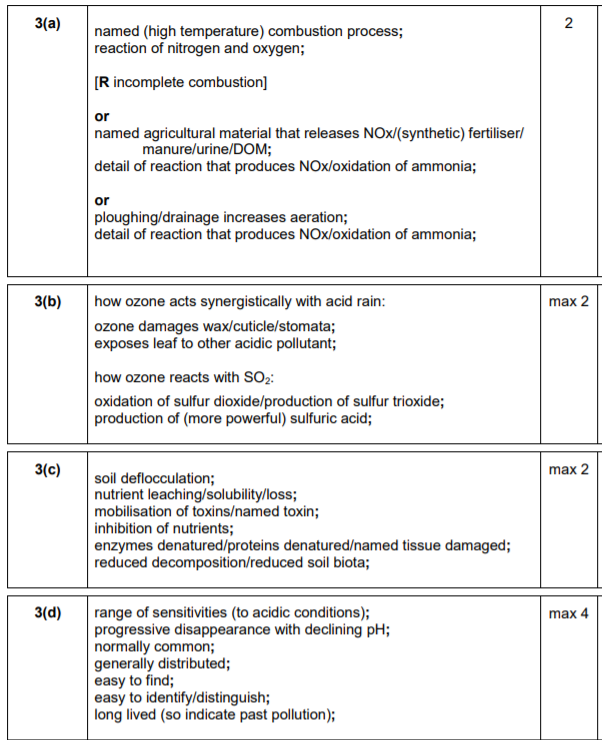 3(a)
named (high temperature) combustion process;
reaction of nitrogen and oxygen;
[R incomplete combustion]
or
named agricultural material that releases NOx/(synthetic) fertiliser/
manure/urine/DOM;
detail of reaction that produces NOx/oxidation of ammonia;
or
ploughing/drainage increases aeration;
detail of reaction that produces NOx/oxidation of ammonia;
2
3(b)
how ozone acts synergistically with acid rain:
ozone damages wax/cuticle/stomata;
exposes leaf to other acidic pollutant;
how ozone reacts with SO₂:
oxidation of sulfur dioxide/production of sulfur trioxide;
production of (more powerful) sulfuric acid;
max 2
3(c)
soil deflocculation;
nutrient leaching/solubility/loss;
mobilisation of toxins/named toxin;
inhibition of nutrients;
enzymes denatured/proteins denatured/named tissue damaged;
reduced decomposition/reduced soil biota;
max 2
3(d)
range of sensitivities (to acidic conditions);
progressive disappearance with declining pH;
normally common;
generally distributed;
easy to find;
easy to identify/distinguish;
long lived (so indicate past pollution);
max 4